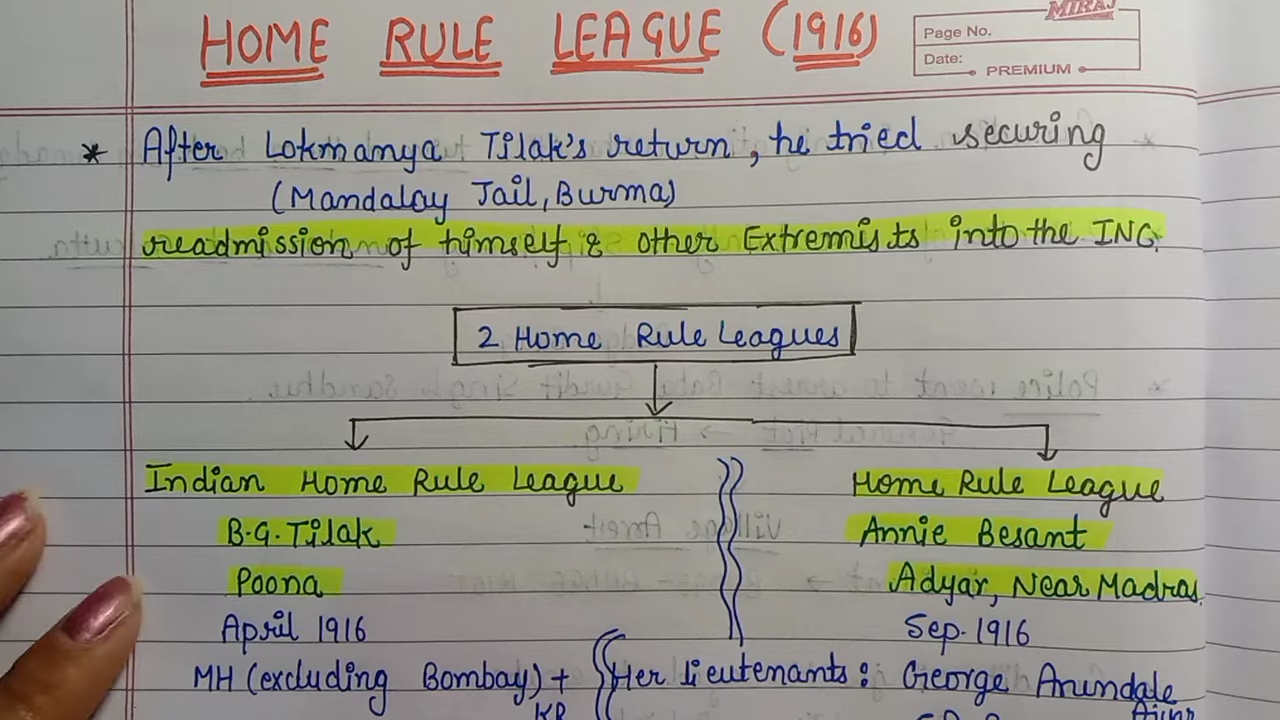 HOME RULE LEAGUE (1916)
MIRAJ
Page No.
Date:
PREMIUM
* After Lokmanya Tilak's return, he tried securing
(Mandalay Jail, Burma)
readmission of himself & other Extremists into the INC.
2 Home Rule Leagues
Indian Home Rule League
Home Rule League
B.G. Tilak
Annie Besant
Poona
Adyar, Near Madras
April 1916
Sep. 1916
MH (excluding Bombay) +
Her lieutenants: George Arundale